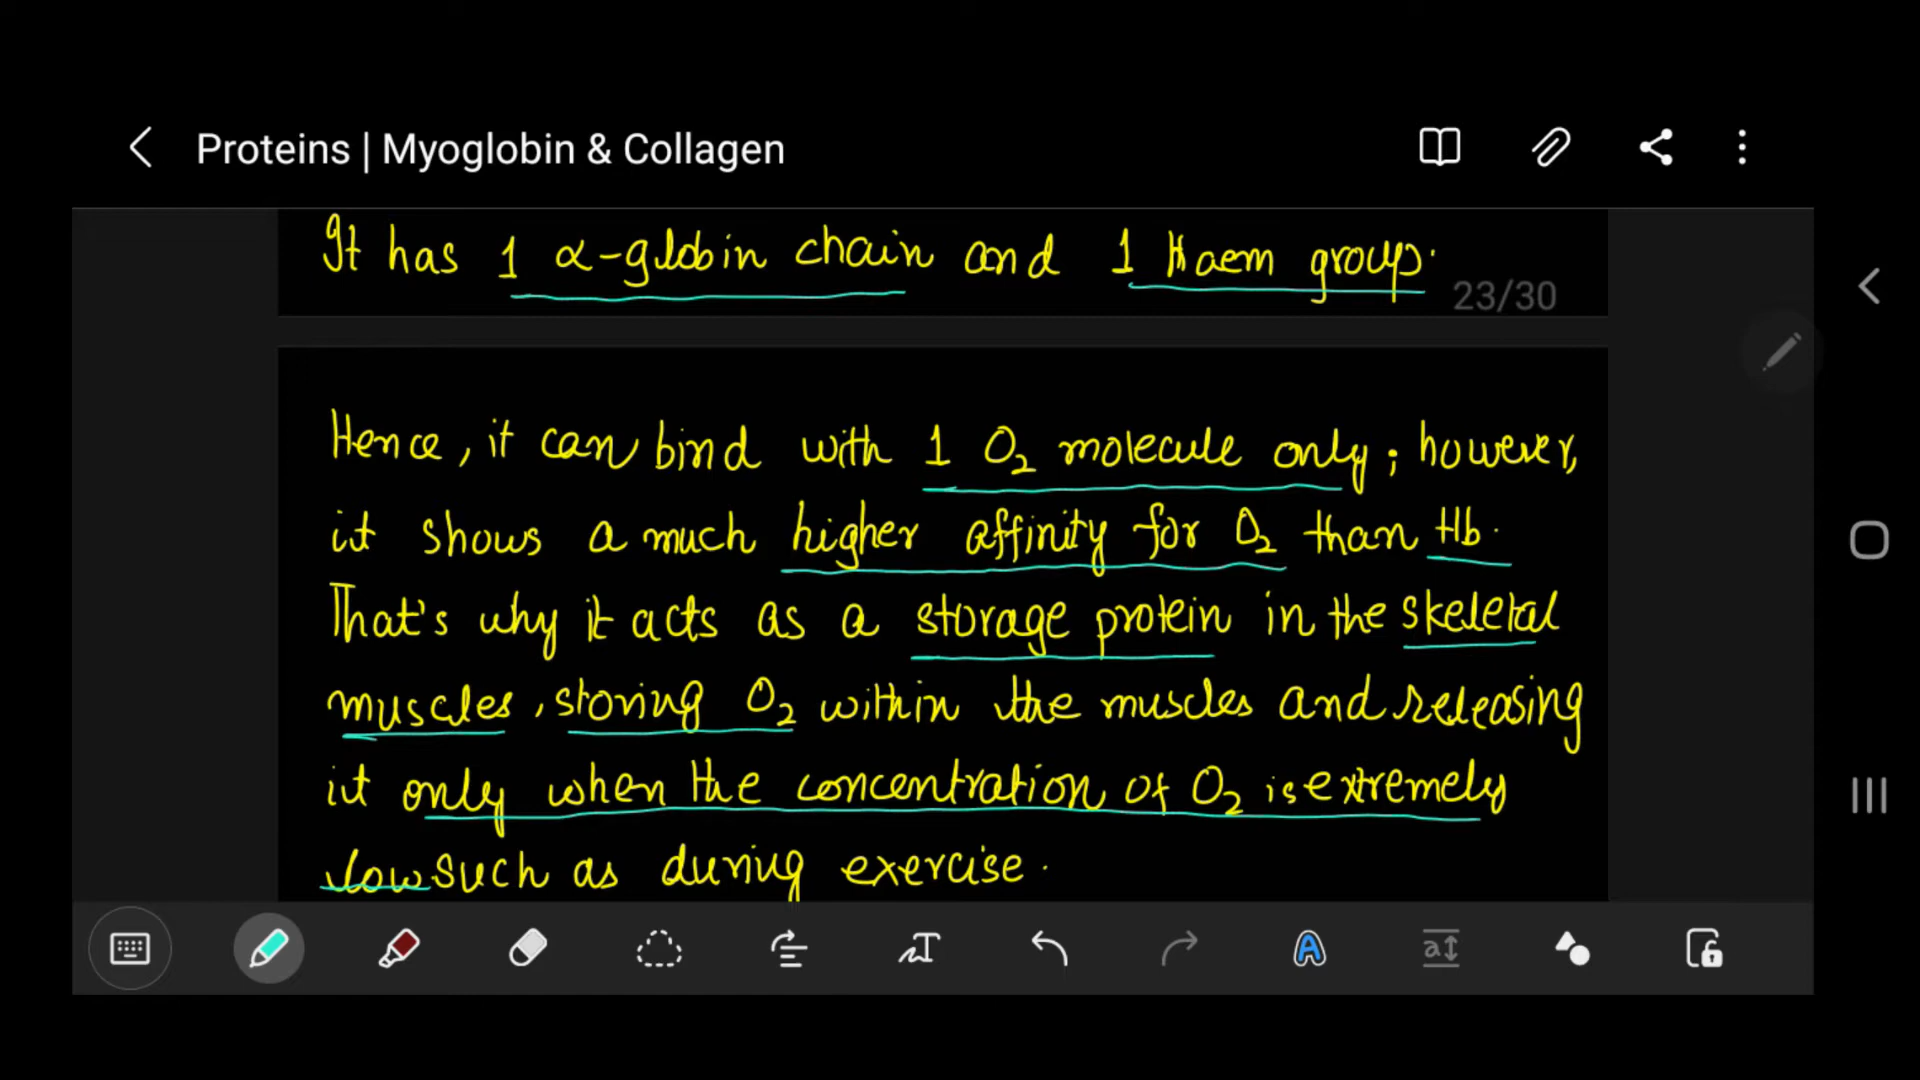 Proteins | Myoglobin & Collagen
It has 1 α-globin chain and 1 Haem group.
23/30
Hence, it can bind with 1 O₂ molecule only; however,
it shows a much higher affinity for O₂ than Hb.
That's why it acts as a storage protein in the skeletal
muscles, storing O₂ within the muscles and releasing
it only when the concentration of O₂ is extremely
low such as during exercise.